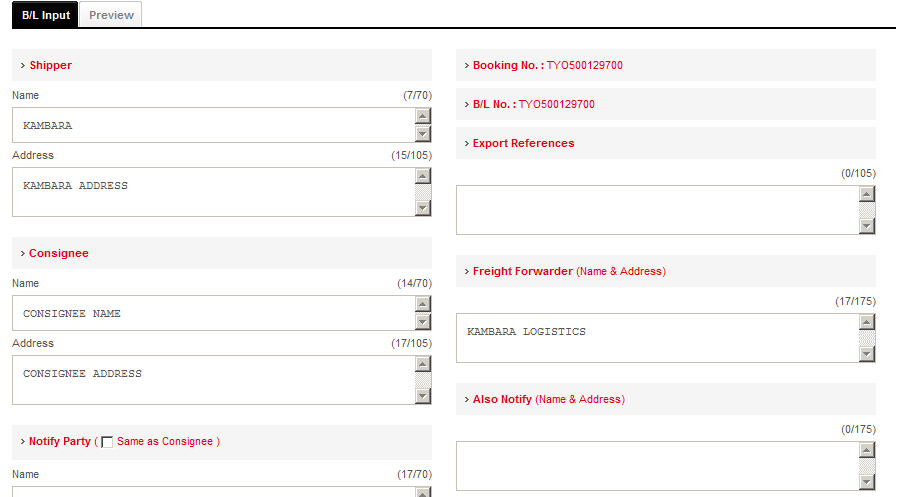 B/L Input
Preview
› Shipper
Name (7/70)
KAMBARA
Address (15/105)
KAMBARA ADDRESS
› Consignee
Name (14/70)
CONSIGNEE NAME
Address (17/105)
CONSIGNEE ADDRESS
› Notify Party ( Same as Consignee )
Name (17/70)
› Booking No. : TYO500129700
› B/L No. : TYO500129700
› Export References
(0/105)
› Freight Forwarder (Name & Address)
(17/175)
KAMBARA LOGISTICS
› Also Notify (Name & Address)
(0/175)